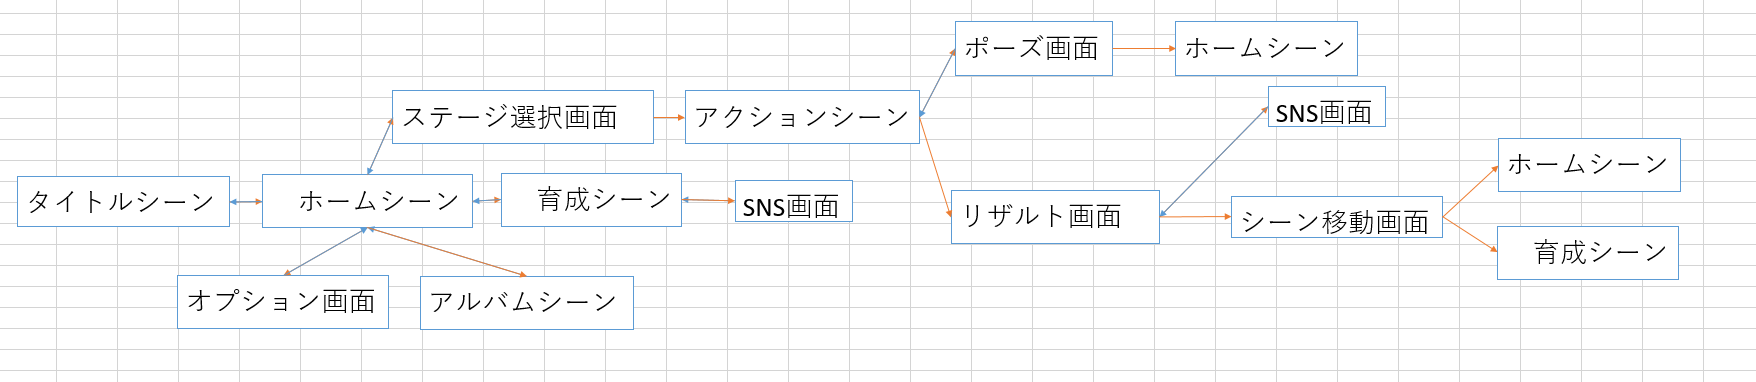 ポーズ画面
ホームシーン
ステージ選択画面
アクションシーン
SNS画面
ホームシーン
タイトルシーン
ホームシーン
育成シーン
SNS画面
リザルト画面
シーン移動画面
育成シーン
オプション画面
アルバムシーン